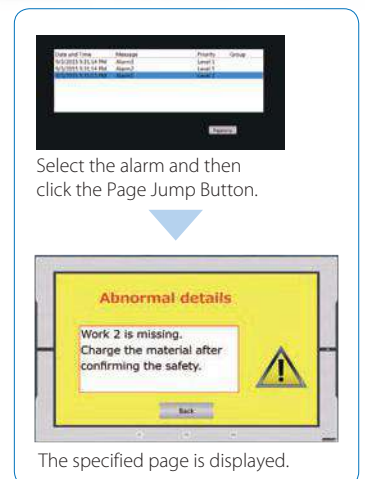 Date and Time Message Priority Group
Alarm3 Level 1
Alarm2 Level
Level 2
Select the alarm and then
click the Page Jump Button.
Abnormal details
Work 2 is missing.
Charge the material after
confirming the safety.
Back
The specified page is displayed.